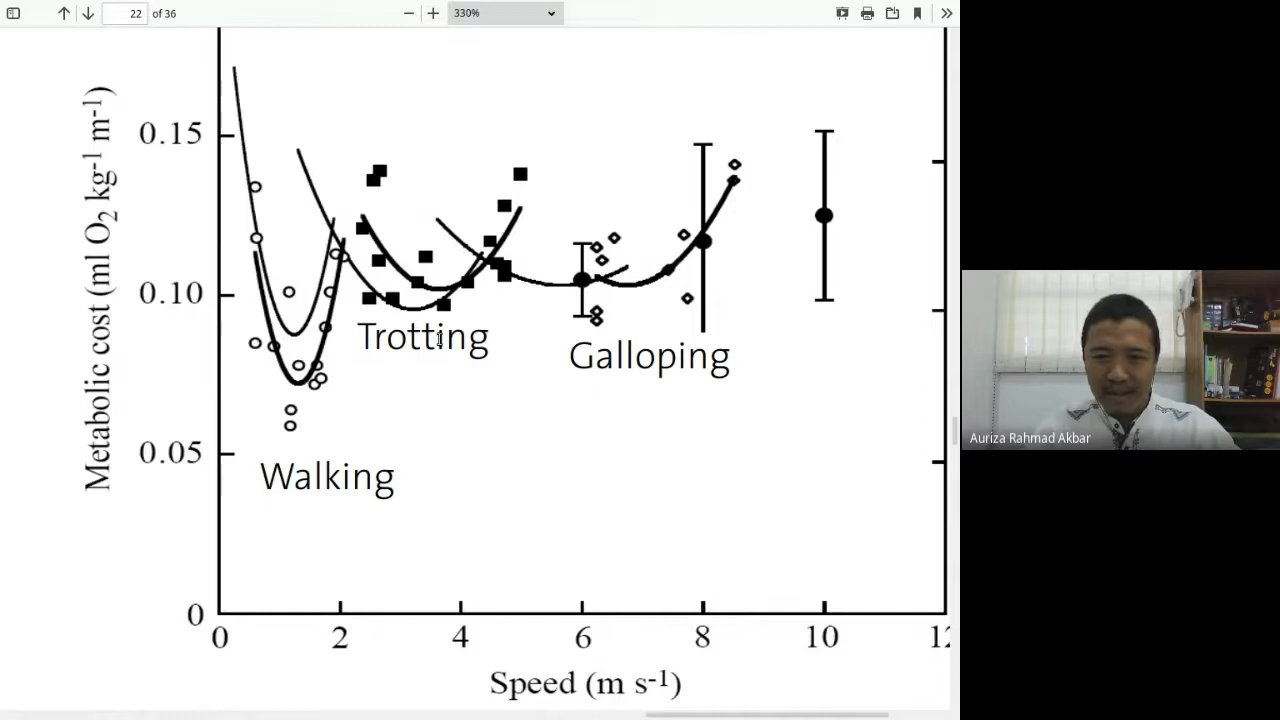 22 of 36
330%
Metabolic cost (ml O2 kg-1 m-1)
0.15
0.10
0.05
0
Trotting
Galloping
Walking
0 2 4 6 8 10 12
Speed (m s-1)
Auriza Rahmad Akbar